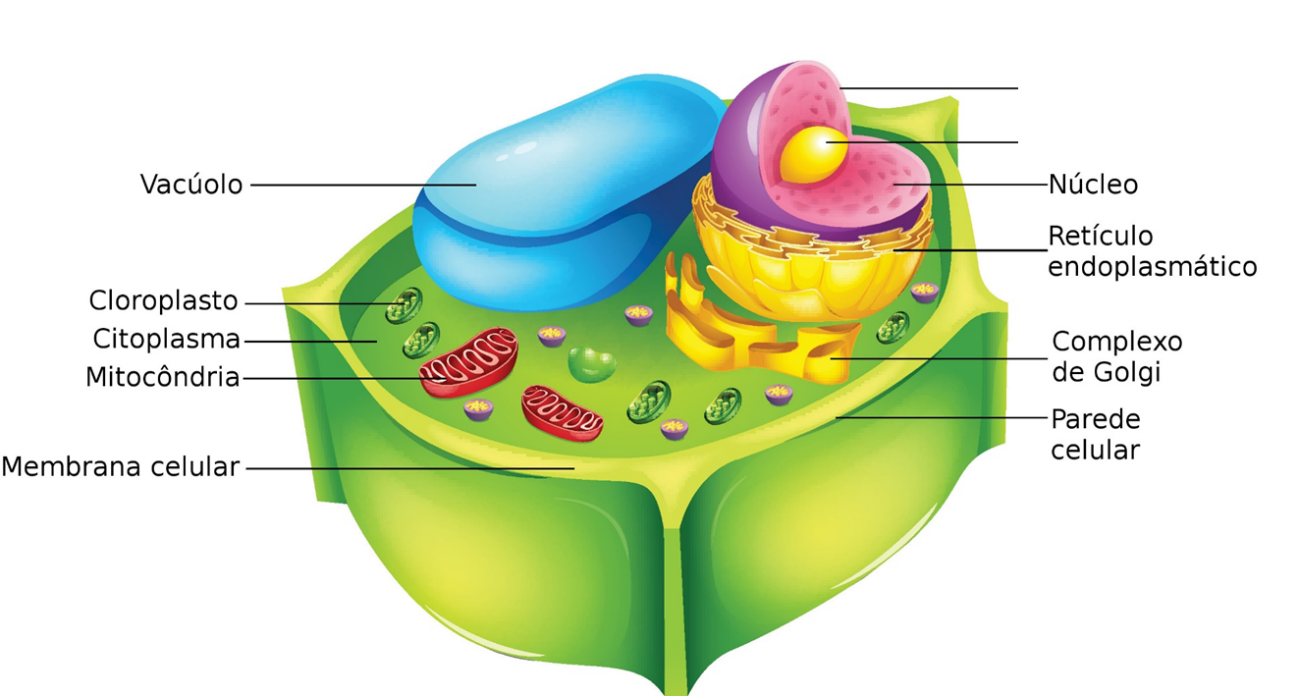 Vacúolo
Cloroplasto
Citoplasma
Mitocôndria
Membrana celular
Núcleo
Retículo
endoplasmático
Complexo
de Golgi
Parede
celular